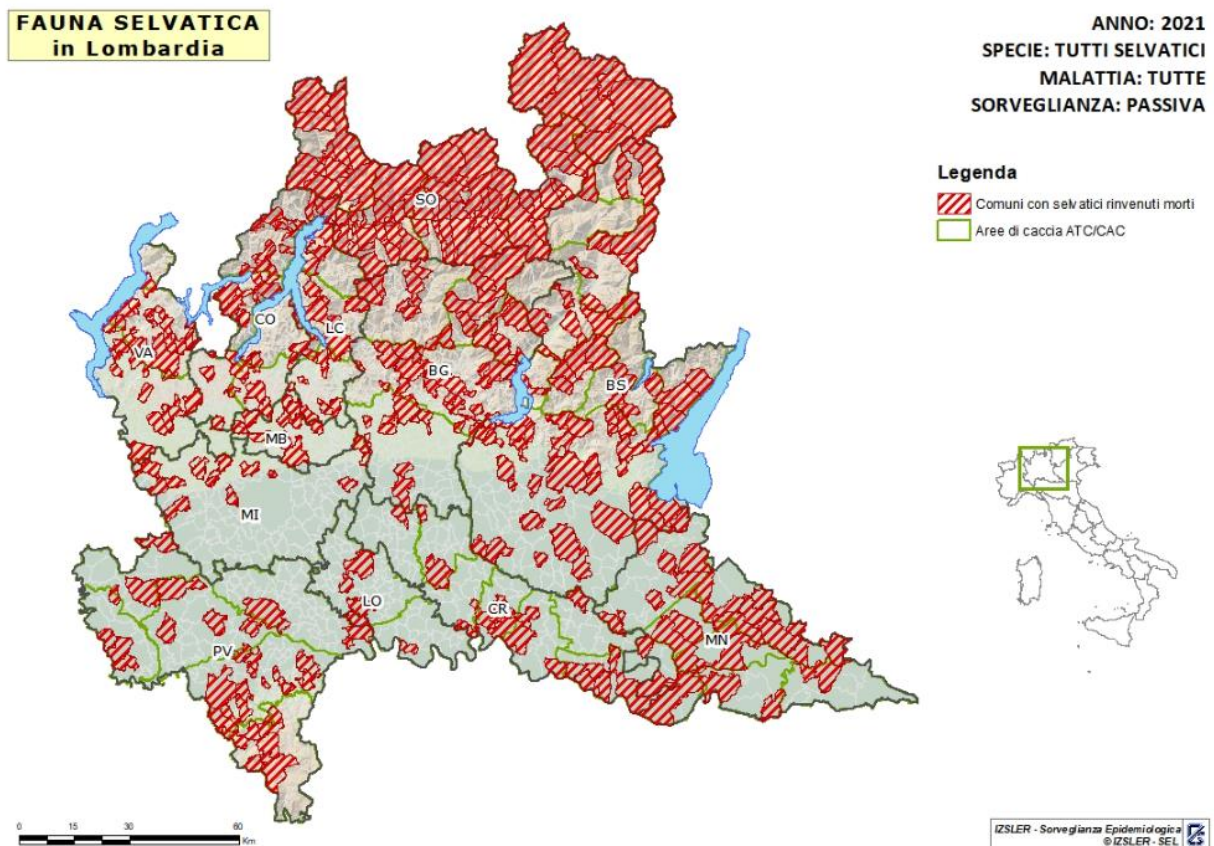 FAUNA SELVATICA
in Lombardia
ANNO: 2021
SPECIE: TUTTI SELVATICI
MALATTIA: TUTTE
SORVEGLIANZA: PASSIVA
Legenda
Comuni con selvatici rinvenuti morti
Aree di caccia ATC/CAC
SO
CO
LC
VA
BG
BS
MB
MI
LO
CR
MN
PV
0 15 30 60
Km
IZSLER - Sorveglianza Epidemiologica
© IZSLER - SEL